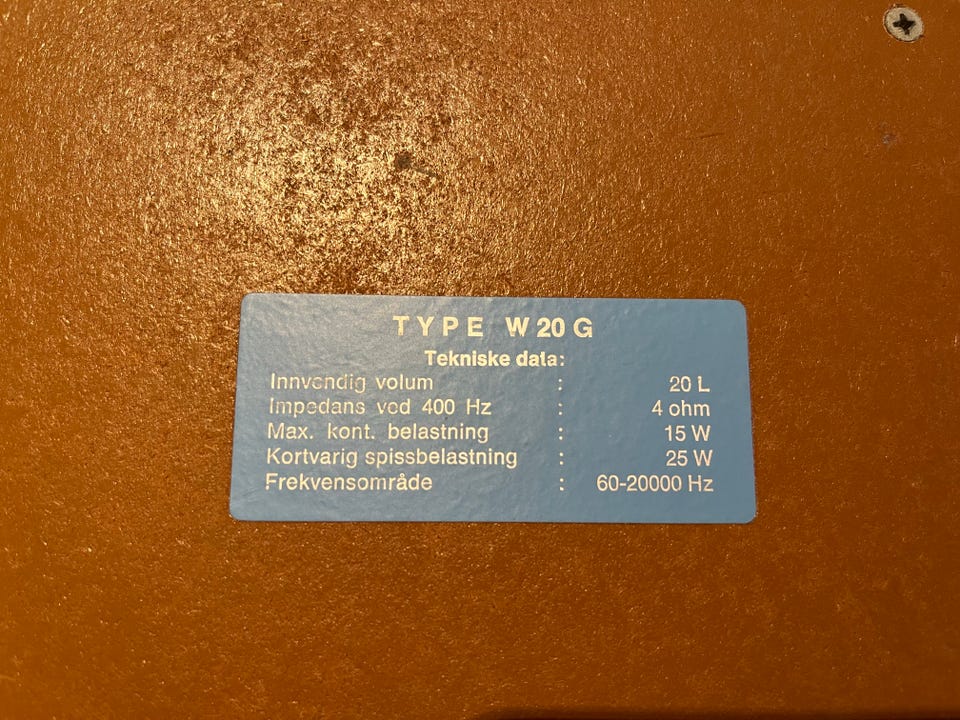 TYPE W 20 G
Tekniske data:
Innvendig volum : 20 L
Impedans ved 400 Hz : 4 ohm
Max. kont. belastning : 15 W
Kortvarig spissbelastning : 25 W
Frekvensområde : 60-20000 Hz